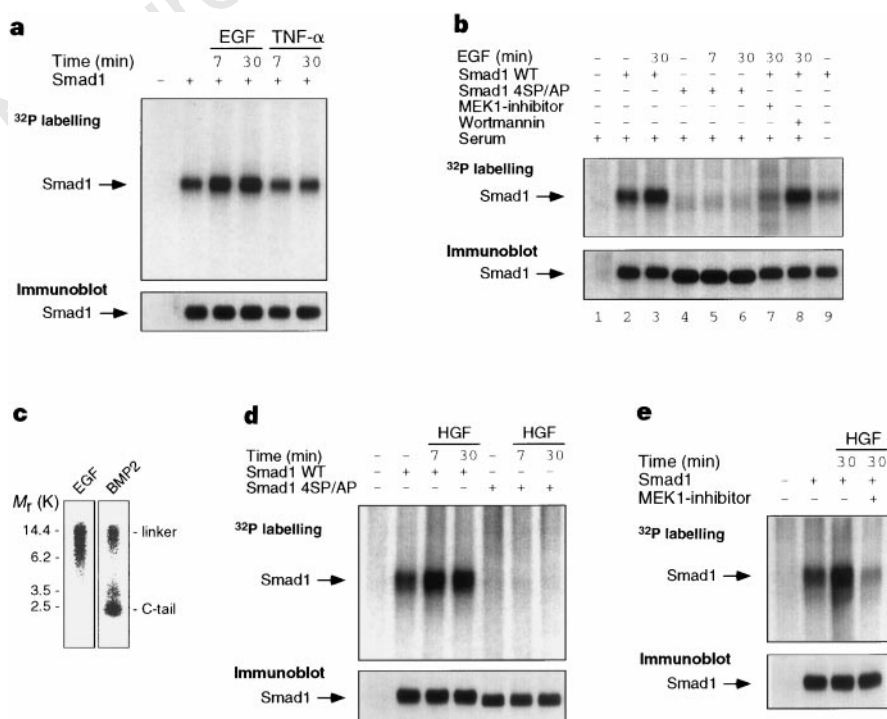 a
EGF TNF-α
Time (min) 7 30 7 30
Smad1 – + + + + +
³²P labelling
Smad1
Immunoblot
Smad1
b
EGF (min) – – 30 – 7 30 30 30 –
Smad1 WT – + + – – – + + +
Smad1 4SP/AP – – – + + + – – –
MEK1-inhibitor – – – – – – + – –
Wortmannin – – – – – – – + –
Serum + + + + + + + + –
³²P labelling
Smad1
Immunoblot
Smad1
1 2 3 4 5 6 7 8 9
c
EGF BMP2
Mr (K)
14.4 - - linker
6.2 -
3.5 -
2.5 - - C-tail
d
HGF HGF
Time (min) – – 7 30 – 7 30
Smad1 WT – + + + – – –
Smad1 4SP/AP – – – – + + +
³²P labelling
Smad1
Immunoblot
Smad1
e
HGF
Time (min) – – 30 30
Smad1 – + + +
MEK1-inhibitor – – – +
³²P labelling
Smad1
Immunoblot
Smad1